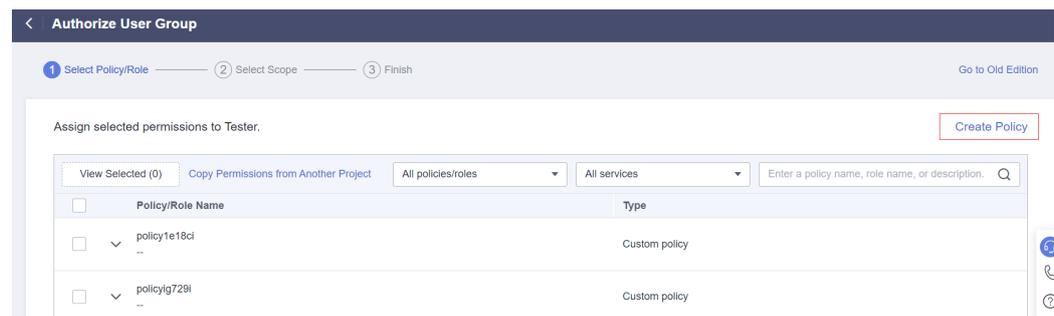 Authorize User Group
1 Select Policy/Role 2 Select Scope 3 Finish Go to Old Edition
Assign selected permissions to Tester. Create Policy
View Selected (0) Copy Permissions from Another Project All policies/roles All services Enter a policy name, role name, or description.
Policy/Role Name Type
policy1e18ci
--
Custom policy
policyig729i
--
Custom policy